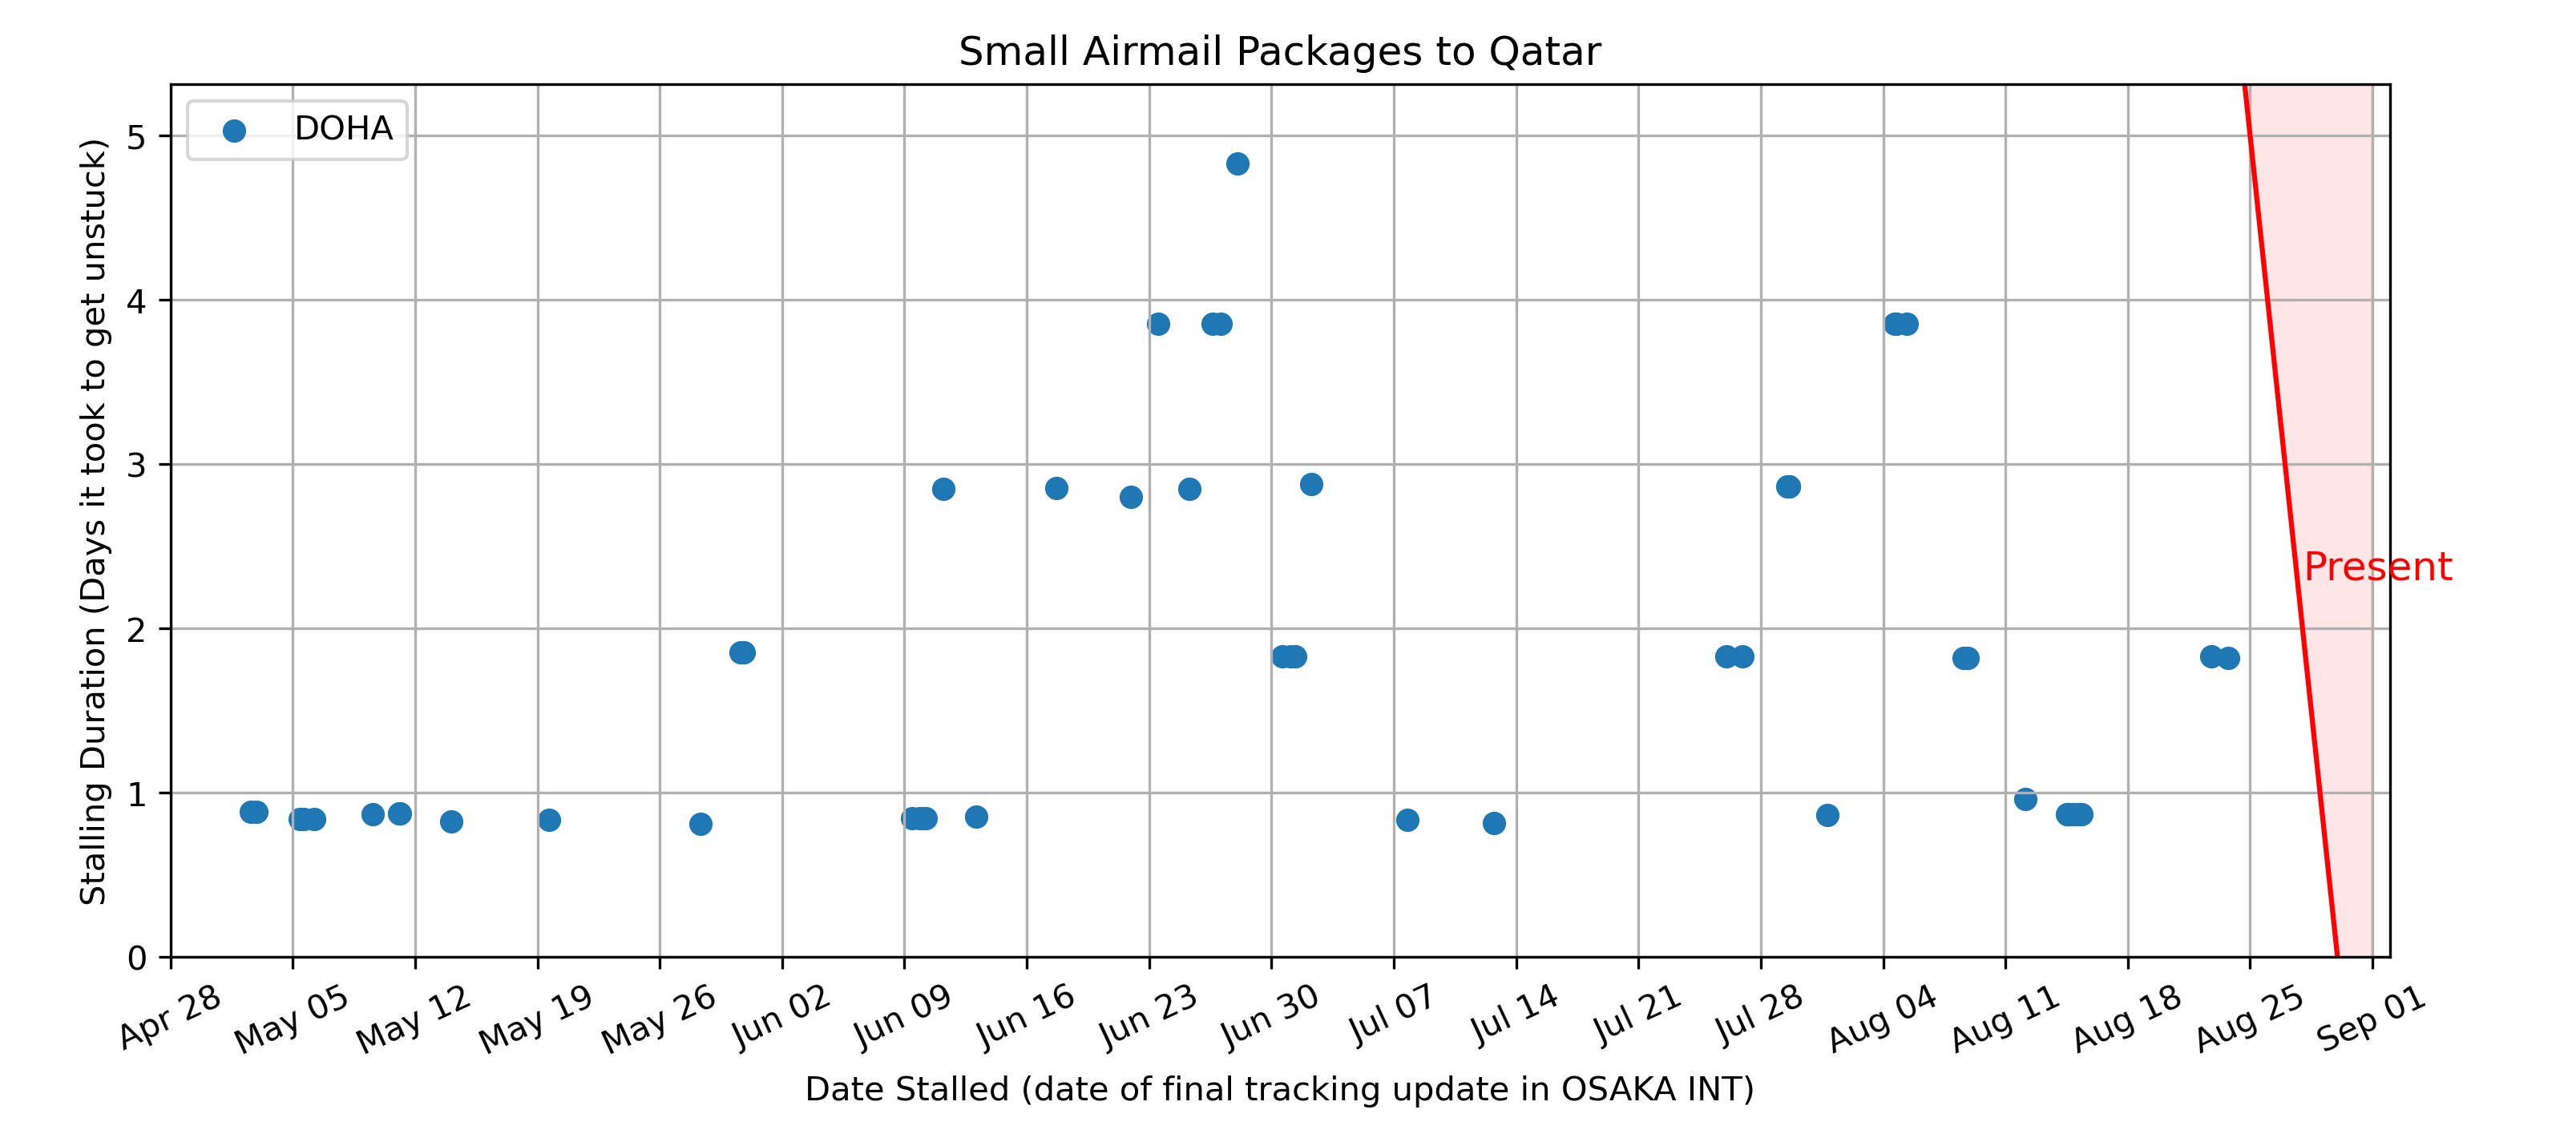 Small Airmail Packages to Qatar
DOHA
Stalling Duration (Days it took to get unstuck)
5
4
3
2
1
0
Present
Apr 28
May 05
May 12
May 19
May 26
Jun 02
Jun 09
Jun 16
Jun 23
Jun 30
Jul 07
Jul 14
Jul 21
Jul 28
Aug 04
Aug 11
Aug 18
Aug 25
Sep 01
Date Stalled (date of final tracking update in OSAKA INT)